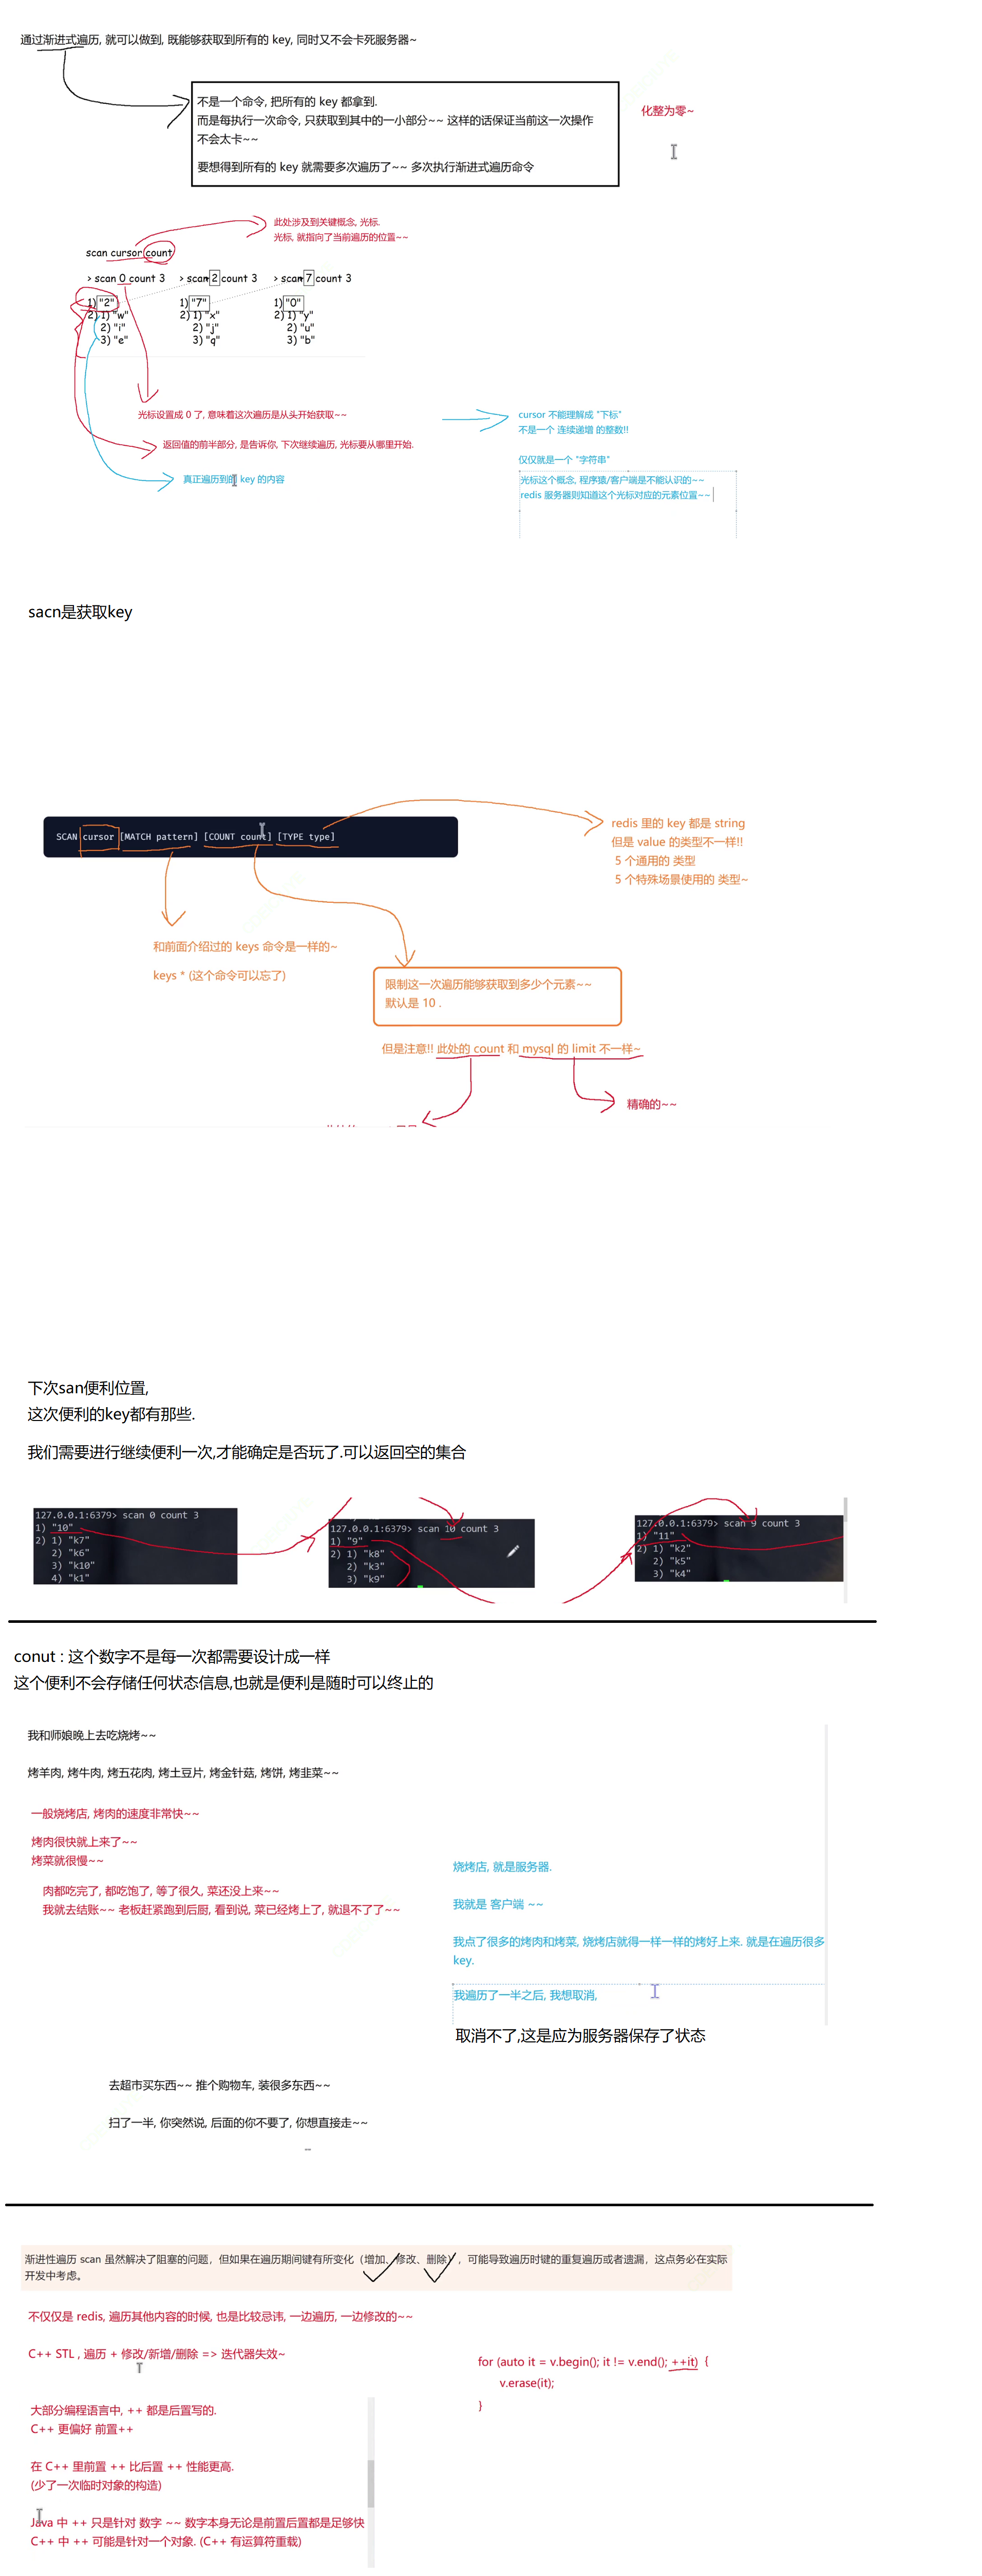 通过渐进式遍历, 就可以做到, 既能够获取到所有的 key, 同时又不会卡死服务器~
不是一个命令, 把所有的 key 都拿到.
而是每执行一次命令, 只获取到其中的一小部分~~ 这样的话保证当前这一次操作
不会太卡~~
要想得到所有的 key 就需要多次遍历了~~ 多次执行渐进式遍历命令
化整为零~
此处涉及到关键概念, 光标.
光标, 就指向了当前遍历的位置~~
scan cursor count
> scan 0 count 3
1) "2"
2) 1) "w"
2) "i"
3) "e"
> scan 2 count 3
1) "7"
2) 1) "x"
2) "j"
3) "q"
> scan 7 count 3
1) "0"
2) 1) "y"
2) "u"
3) "b"
光标设置成 0 了, 意味着这次遍历是从头开始获取~~
返回值的前半部分, 是告诉你, 下次继续遍历, 光标要从哪里开始.
真正遍历到的 key 的内容
cursor 不能理解成 "下标"
不是一个 连续递增 的整数!!
仅仅就是一个 "字符串"
光标这个概念, 程序猿/客户端是不能认识的~~
redis 服务器则知道这个光标对应的元素位置~~
sacn是获取key
SCAN cursor [MATCH pattern] [COUNT count] [TYPE type]
redis 里的 key 都是 string
但是 value 的类型不一样!!
5 个通用的 类型
5 个特殊场景使用的 类型~
和前面介绍过的 keys 命令是一样的~
keys * (这个命令可以忘了)
限制这一次遍历能够获取到多少个元素~~
默认是 10 .
但是注意!! 此处的 count 和 mysql 的 limit 不一样~
精确的~~
下次san便利位置,
这次便利的key都有那些.
我们需要进行继续便利一次,才能确定是否玩了.可以返回空的集合
127.0.0.1:6379> scan 0 count 3
1) "10"
2) 1) "k7"
2) "k6"
3) "k10"
4) "k1"
127.0.0.1:6379> scan 10 count 3
1) "9"
2) 1) "k8"
2) "k3"
3) "k9"
127.0.0.1:6379> scan 9 count 3
1) "11"
2) 1) "k2"
2) "k5"
3) "k4"
conut : 这个数字不是每一次都需要设计成一样
这个便利不会存储任何状态信息,也就是便利是随时可以终止的
我和师娘晚上去吃烧烤~~
烤羊肉, 烤牛肉, 烤五花肉, 烤土豆片, 烤金针菇, 烤饼, 烤韭菜~~
一般烧烤店, 烤肉的速度非常快~~
烤肉很快就上来了~~
烤菜就很慢~~
肉都吃完了, 都吃饱了, 等了很久, 菜还没上来~~
我就去结账~~ 老板赶紧跑到后厨, 看到说, 菜已经烤上了, 就退不了了~~
烧烤店, 就是服务器.
我就是 客户端 ~~
我点了很多的烤肉和烤菜, 烧烤店就得一样一样的烤好上来. 就是在遍历很多
key.
我遍历了一半之后, 我想取消,
取消不了,这是应为服务器保存了状态
去超市买东西~~ 推个购物车, 装很多东西~~
扫了一半, 你突然说, 后面的你不要了, 你想直接走~~
渐进性遍历 scan 虽然解决了阻塞的问题，但如果在遍历期间键有所变化（增加、修改、删除），可能导致遍历时键的重复遍历或者遗漏，这点务必在实际
开发中考虑。
不仅仅是 redis, 遍历其他内容的时候, 也是比较忌讳, 一边遍历, 一边修改的~~
C++ STL , 遍历 + 修改/新增/删除 => 迭代器失效~
for (auto it = v.begin(); it != v.end(); ++it) {
v.erase(it);
}
大部分编程语言中, ++ 都是后置写的.
C++ 更偏好 前置++
在 C++ 里前置 ++ 比后置 ++ 性能更高.
(少了一次临时对象的构造)
Java 中 ++ 只是针对 数字 ~~ 数字本身无论是前置后置都是足够快
C++ 中 ++ 可能是针对一个对象. (C++ 有运算符重载)